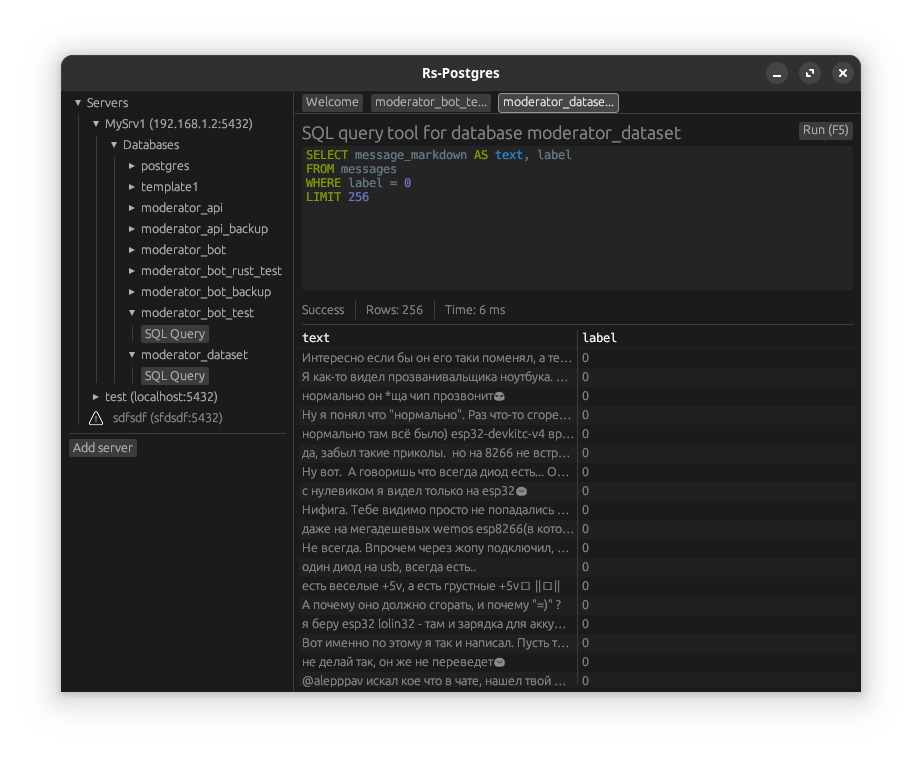 Rs-Postgres
Servers
MySrv1 (192.168.1.2:5432)
Databases
postgres
template1
moderator_api
moderator_api_backup
moderator_bot
moderator_bot_rust_test
moderator_bot_backup
moderator_bot_test
SQL Query
moderator_dataset
SQL Query
test (localhost:5432)
sdfsdf (sfdsdf:5432)
Add server
Welcome moderator_bot_te... moderator_datase...
SQL query tool for database moderator_dataset Run (F5)
SELECT message_markdown AS text, label
FROM messages
WHERE label = 0
LIMIT 256
Success Rows: 256 Time: 6 ms
text label
Интересно если бы он его таки поменял, а те... 0
Я как-то видел прозванивальщика ноутбука. ... 0
нормально он *ща чип прозвонит 0
Ну я понял что "нормально". Раз что-то сгоре... 0
нормально там всё было) esp32-devkitc-v4 вр... 0
да, забыл такие приколы. но на 8266 не встр... 0
Ну вот. А говоришь что всегда диод есть... О... 0
с нулевиком я видел только на esp32 0
Нифига. Тебе видимо просто не попадались ... 0
даже на мегадешевых wemos esp8266(в кото... 0
Не всегда. Впрочем через жопу подключил, ... 0
один диод на usb, всегда есть.. 0
есть веселые +5v, а есть грустные +5v□ ||□|| 0
А почему оно должно сгорать, и почему "=)" ? 0
я беру esp32 lolin32 - там и зарядка для акку... 0
Вот именно по этому я так и написал. Пусть т... 0
не делай так, он же не переведет 0
@alepppav искал кое что в чате, нашел твой ... 0